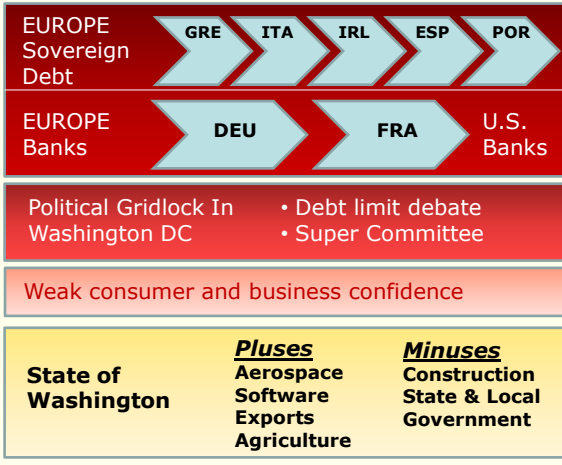 EUROPE
Sovereign
Debt
GRE ITA IRL ESP POR
EUROPE
Banks
DEU FRA
U.S.
Banks
Political Gridlock In
Washington DC
• Debt limit debate
• Super Committee
Weak consumer and business confidence
State of
Washington
Pluses
Aerospace
Software
Exports
Agriculture
Minuses
Construction
State & Local
Government